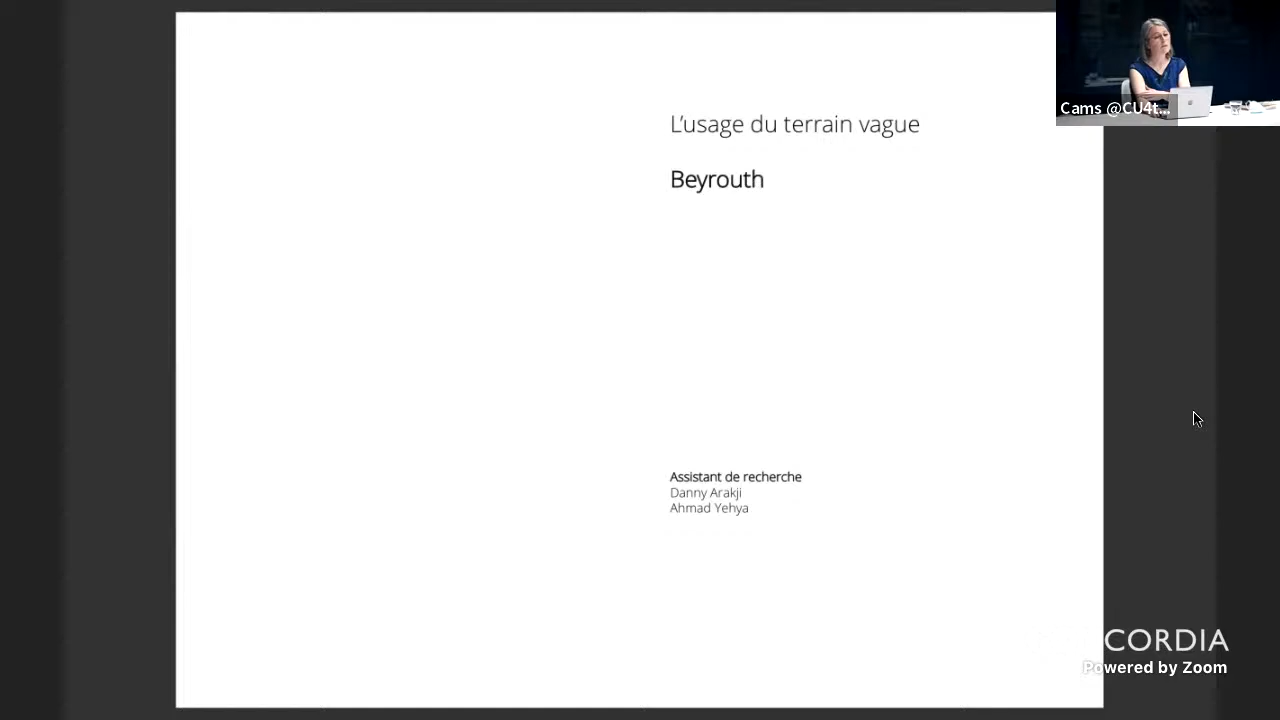 L'usage du terrain vague
Beyrouth
Cams @CU4t...
Assistant de recherche
Danny Arakji
Ahmad Yehya
CORDIA
Powered by Zoom